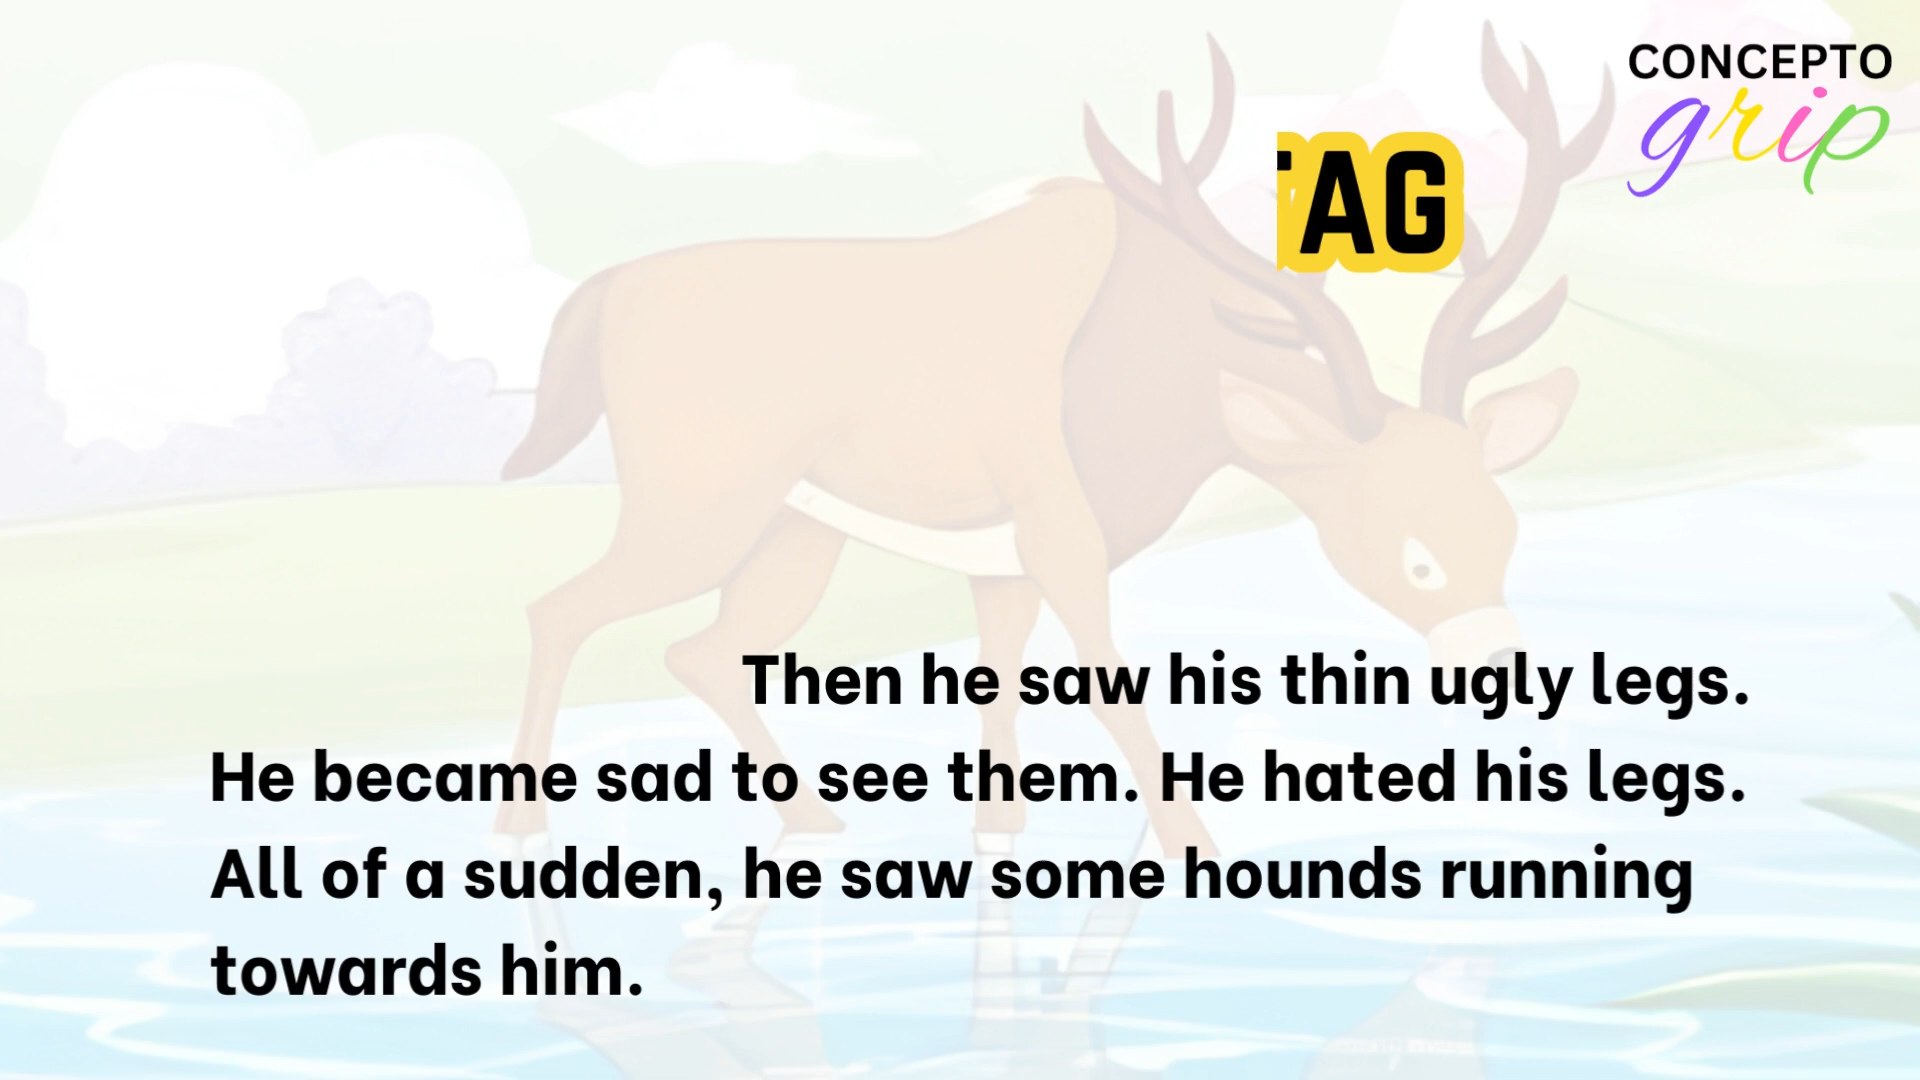 CONCEPTO
grip
TAG
Then he saw his thin ugly legs.
He became sad to see them. He hated his legs.
All of a sudden, he saw some hounds running
towards him.